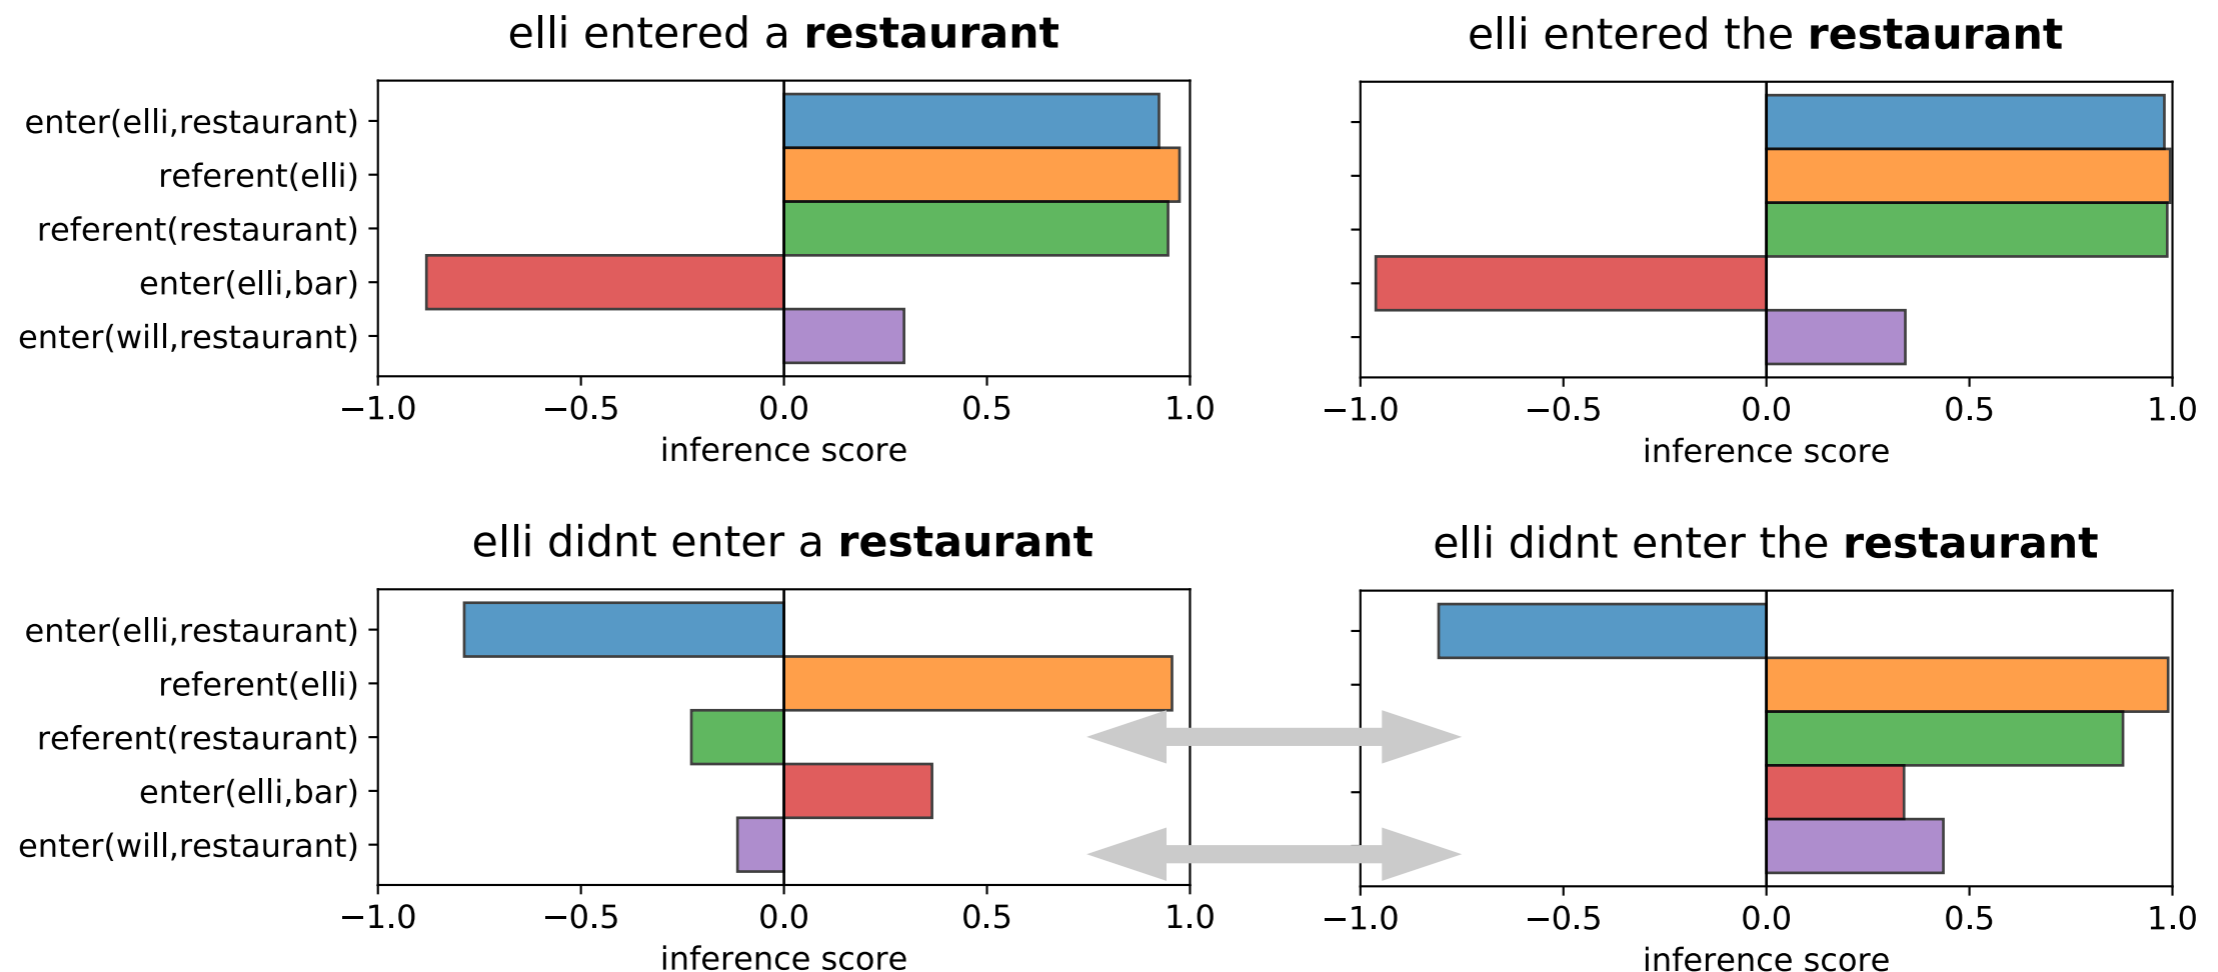 elli entered a restaurant
elli entered the restaurant
enter(elli,restaurant)
referent(elli)
referent(restaurant)
enter(elli,bar)
enter(will,restaurant)
−1.0 −0.5 0.0 0.5 1.0
inference score
−1.0 −0.5 0.0 0.5 1.0
inference score
elli didnt enter a restaurant
elli didnt enter the restaurant
enter(elli,restaurant)
referent(elli)
referent(restaurant)
enter(elli,bar)
enter(will,restaurant)
−1.0 −0.5 0.0 0.5 1.0
inference score
−1.0 −0.5 0.0 0.5 1.0
inference score